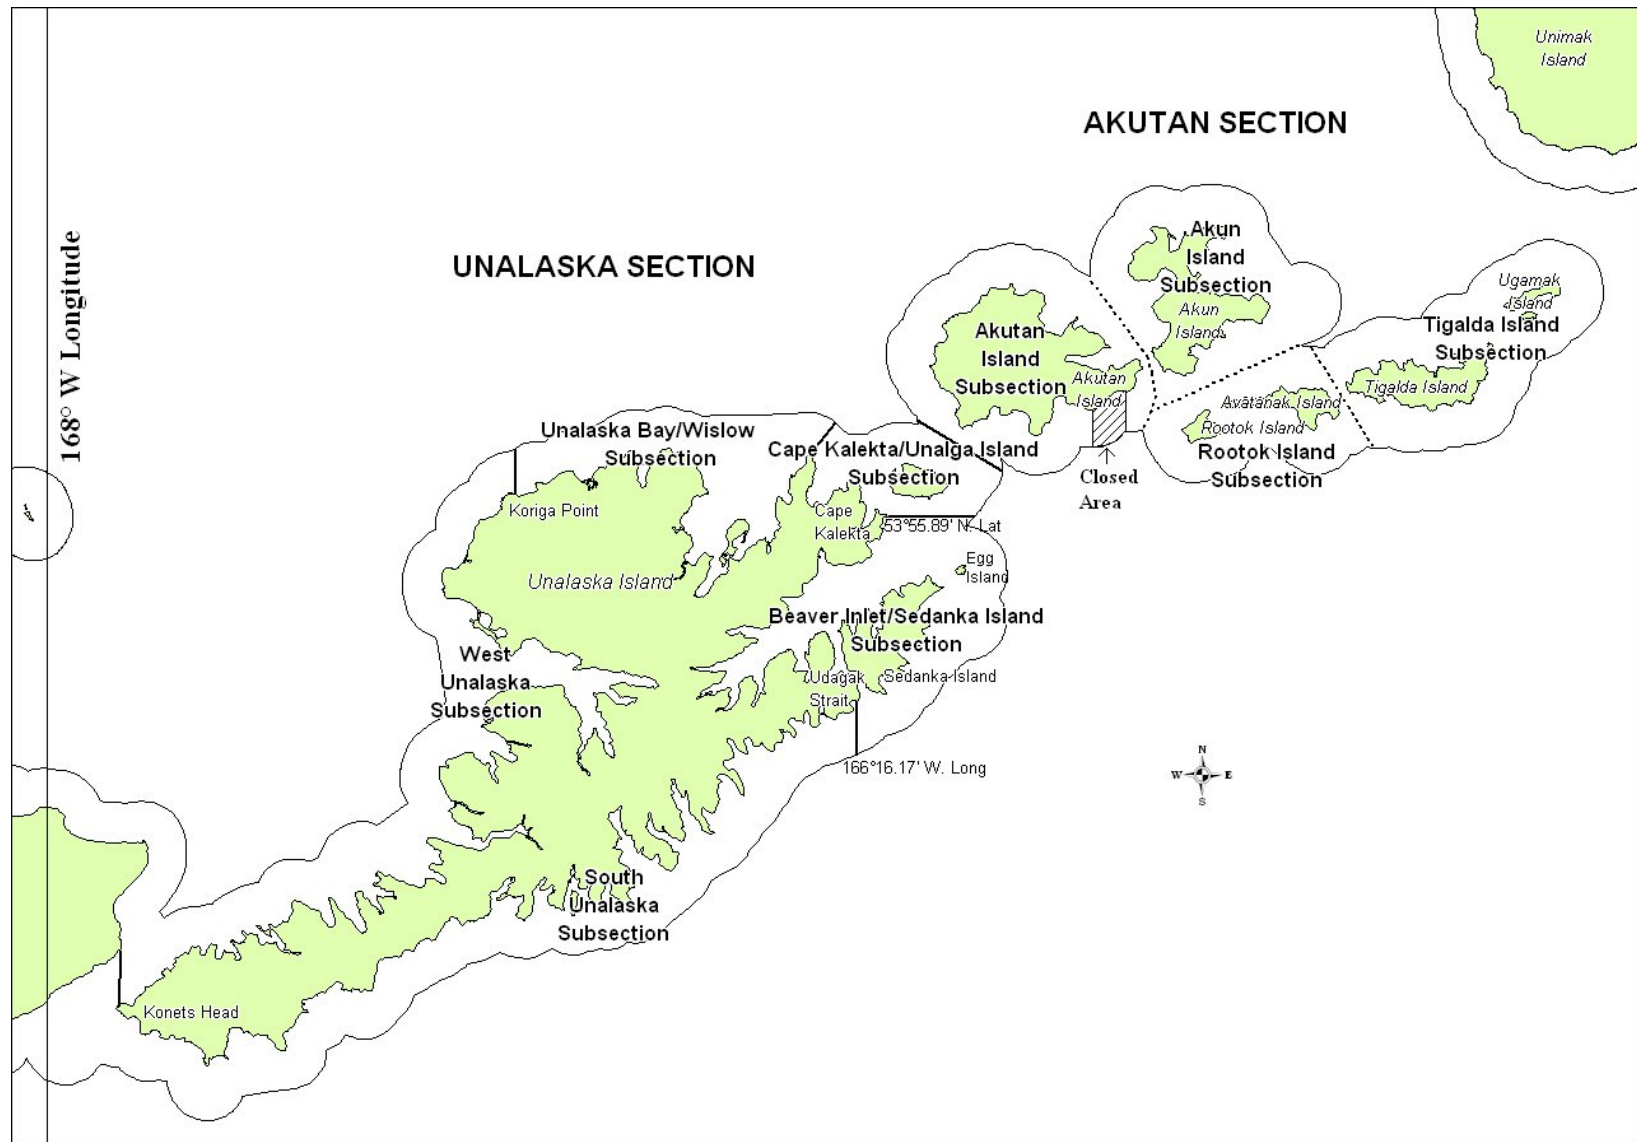 Unimak
Island
AKUTAN SECTION
168° W Longitude
UNALASKA SECTION
Akun
Island
Subsection
Akun
Island
Ugamak
Island
Tigalda Island
Subsection
Tigalda Island
Akutan
Island
Subsection
Akutan
Island
Avatanak Island
Rootok Island
Rootok Island
Subsection
Closed
Area
Unalaska Bay/Wislow
Subsection
Cape Kalekta/Unalga Island
Subsection
Koriga Point
Cape
Kalekta
53°55.89' N. Lat
Egg
Island
Unalaska Island
Beaver Inlet/Sedanka Island
Subsection
West
Unalaska
Subsection
Udagak
Strait
Sedanka Island
166°16.17' W. Long
N
W
E
S
South
Unalaska
Subsection
Konets Head